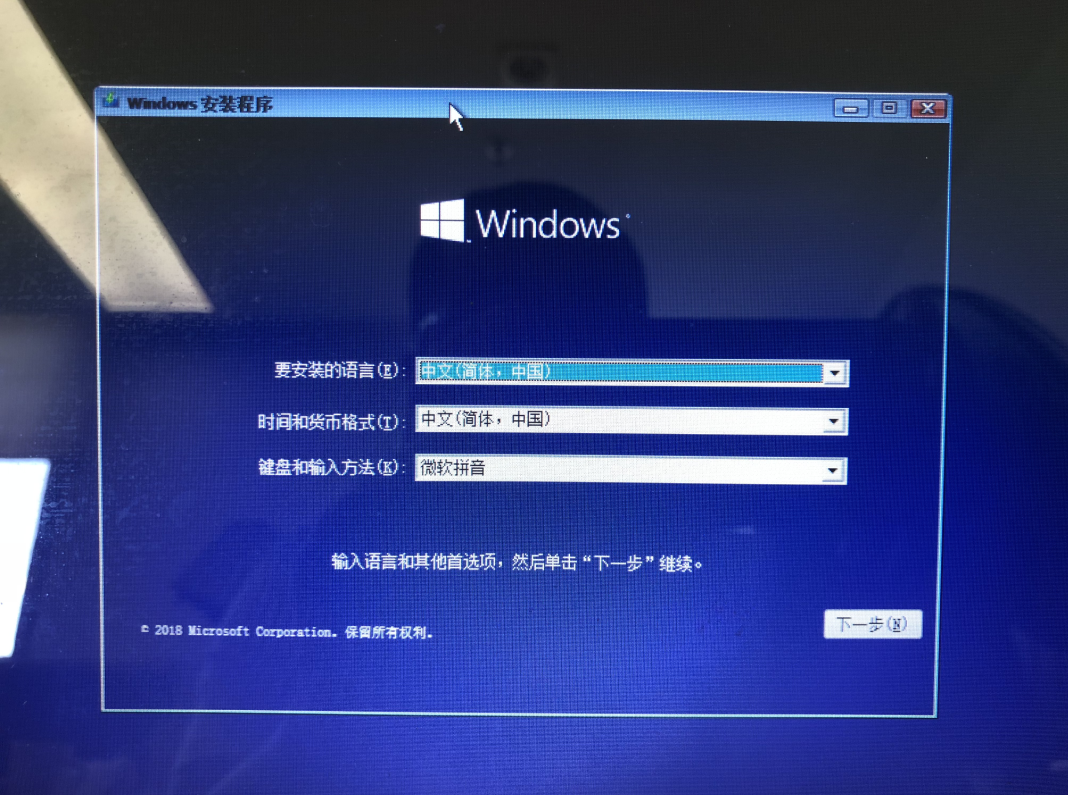 Windows 安装程序
Windows
要安装的语言(E): 中文(简体，中国)
时间和货币格式(T): 中文(简体，中国)
键盘和输入方法(K): 微软拼音
输入语言和其他首选项，然后单击“下一步”继续。
© 2018 Microsoft Corporation。保留所有权利。
下一步(N)